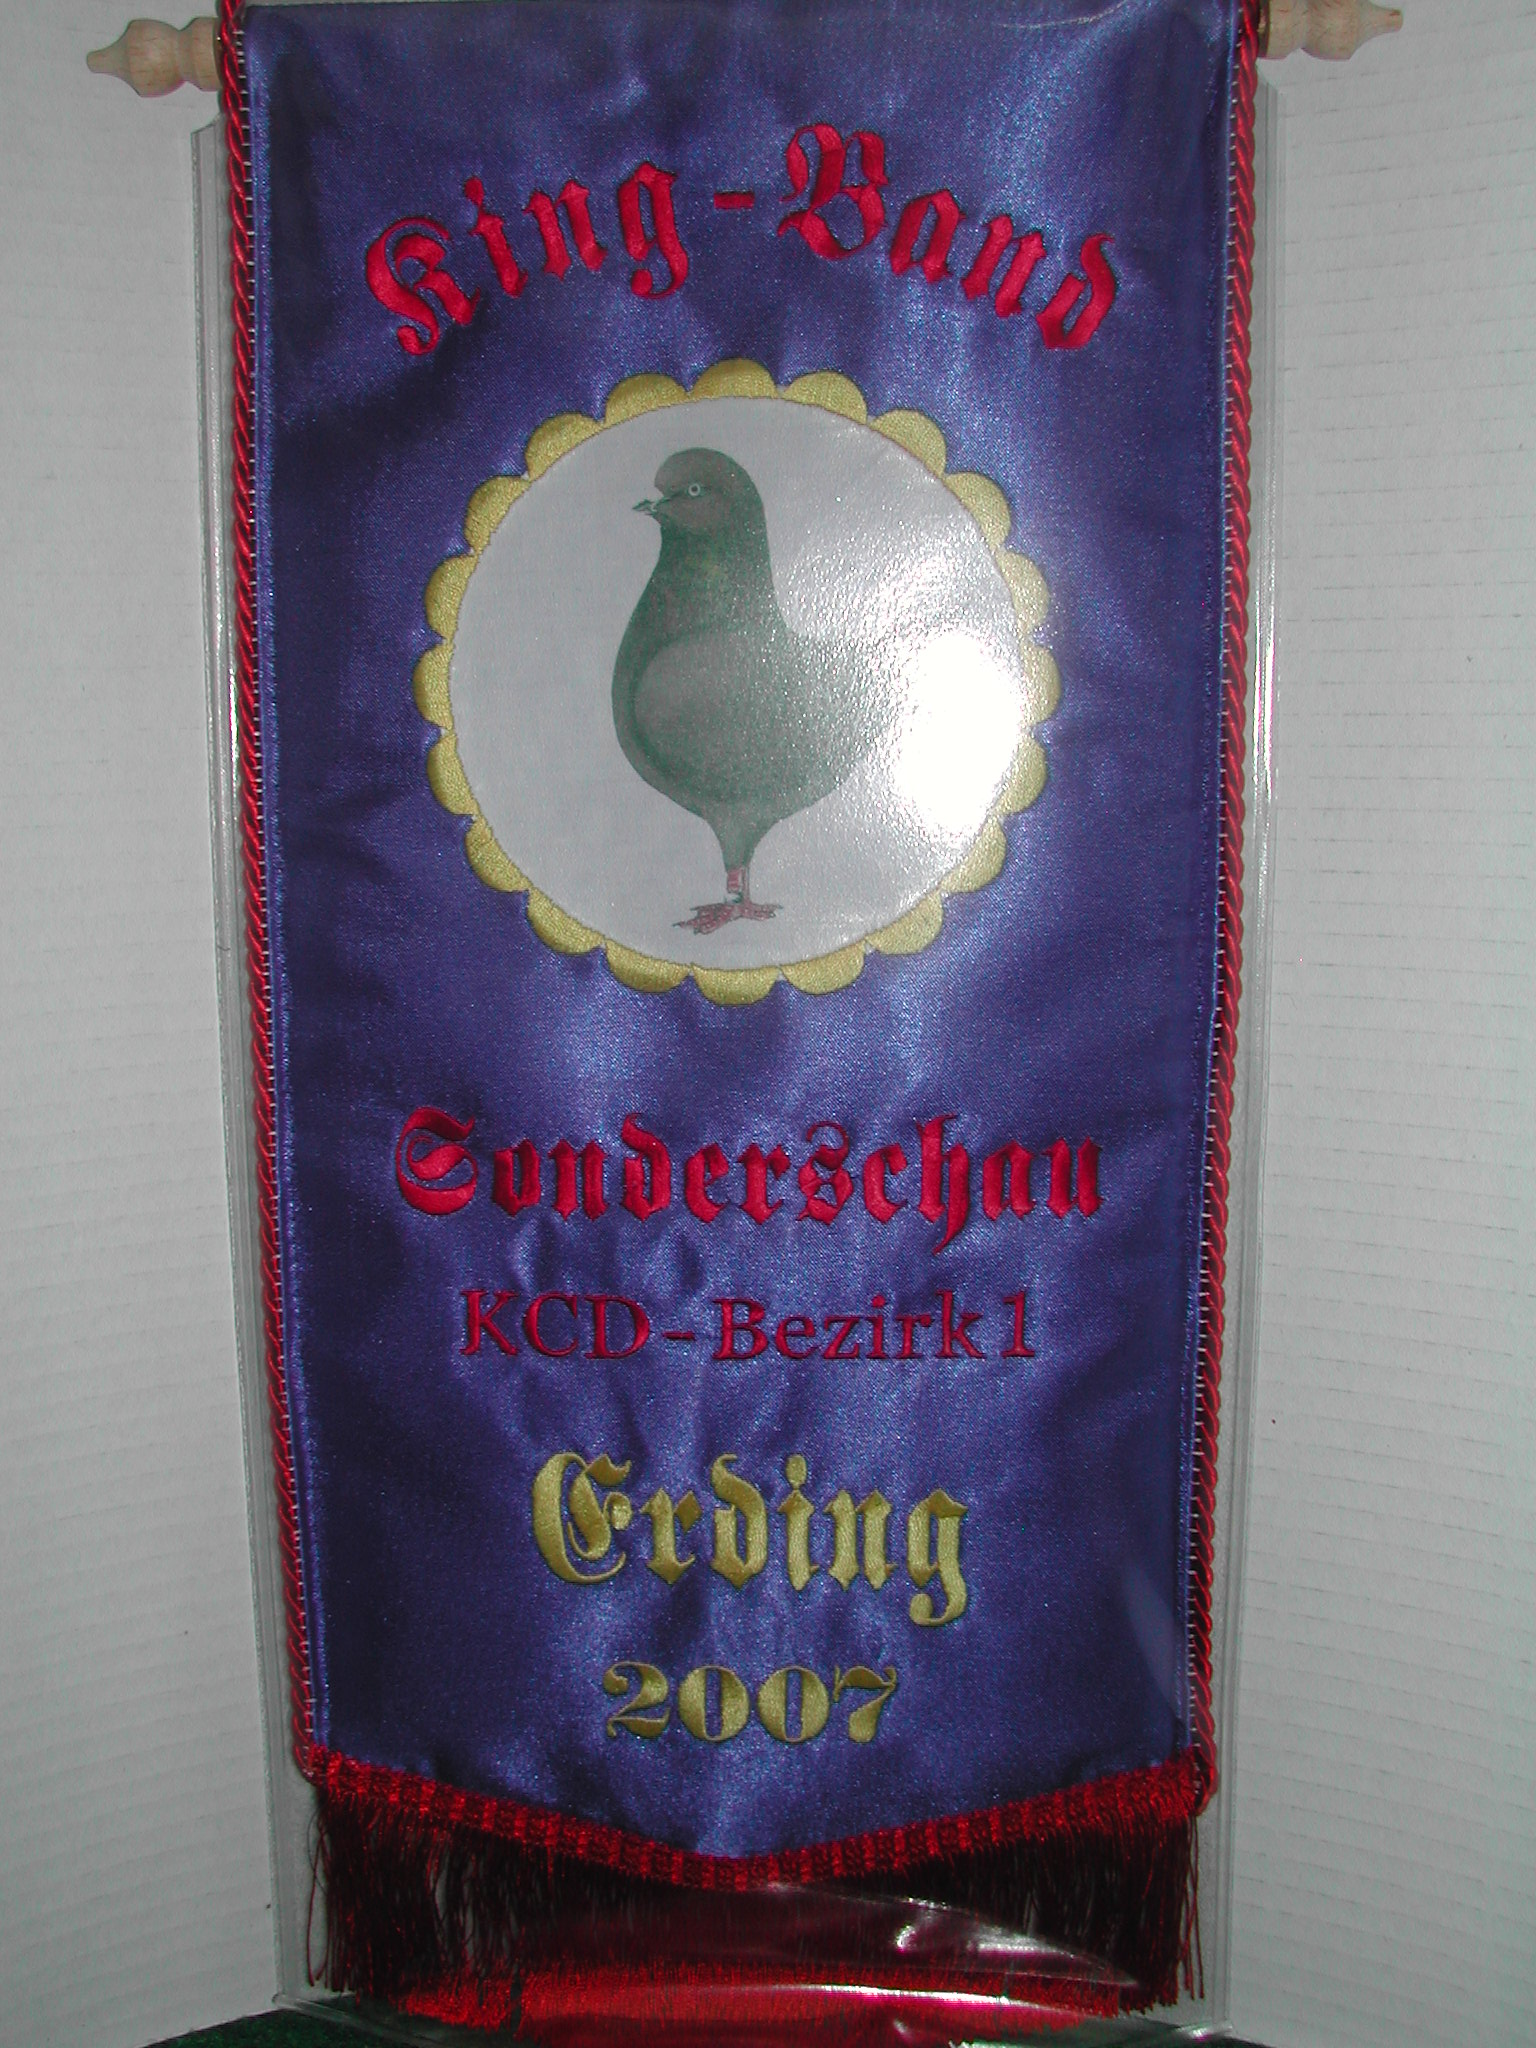 King-Band
Sonderschau
KCD-Bezirk 1
Erding
2007